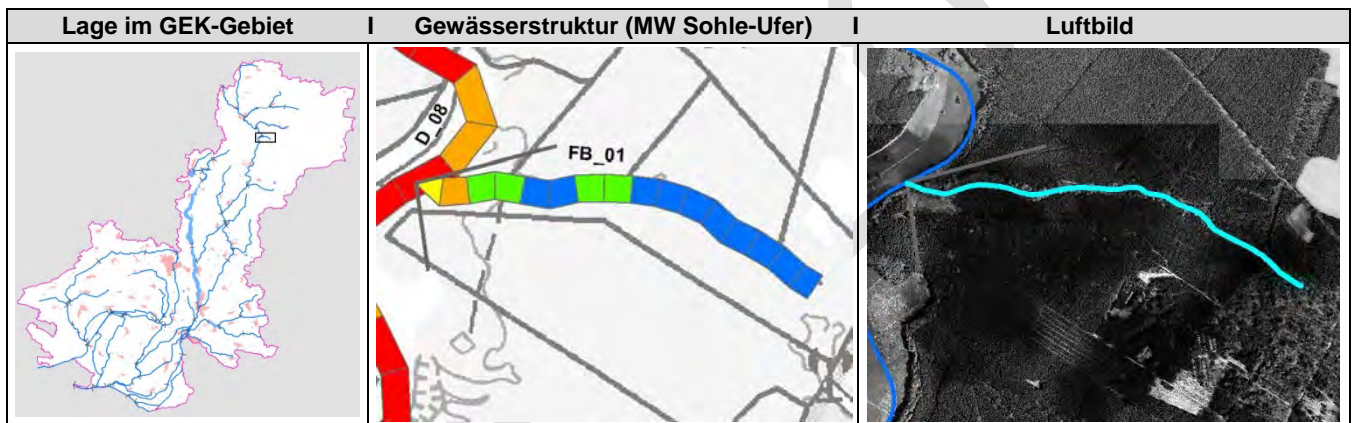 Lage im GEK-Gebiet I Gewässerstruktur (MW Sohle-Ufer) I Luftbild
D_08
FB_01